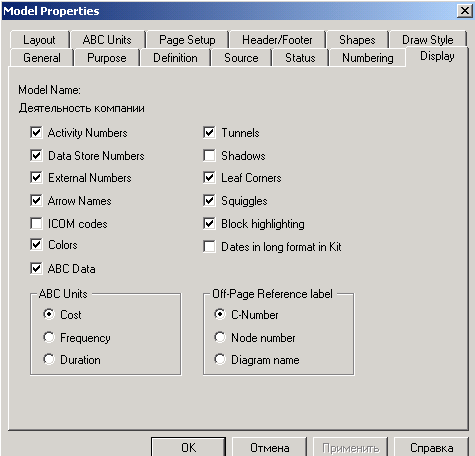 Model Properties
Layout ABC Units Page Setup Header/Footer Shapes Draw Style
General Purpose Definition Source Status Numbering Display
Model Name:
Деятельность компании
Activity Numbers Tunnels
Data Store Numbers Shadows
External Numbers Leaf Corners
Arrow Names Squiggles
ICOM codes Block highlighting
Colors Dates in long format in Kit
ABC Data
ABC Units Off-Page Reference label
Cost C-Number
Frequency Node number
Duration Diagram name
OK Отмена Применить Справка